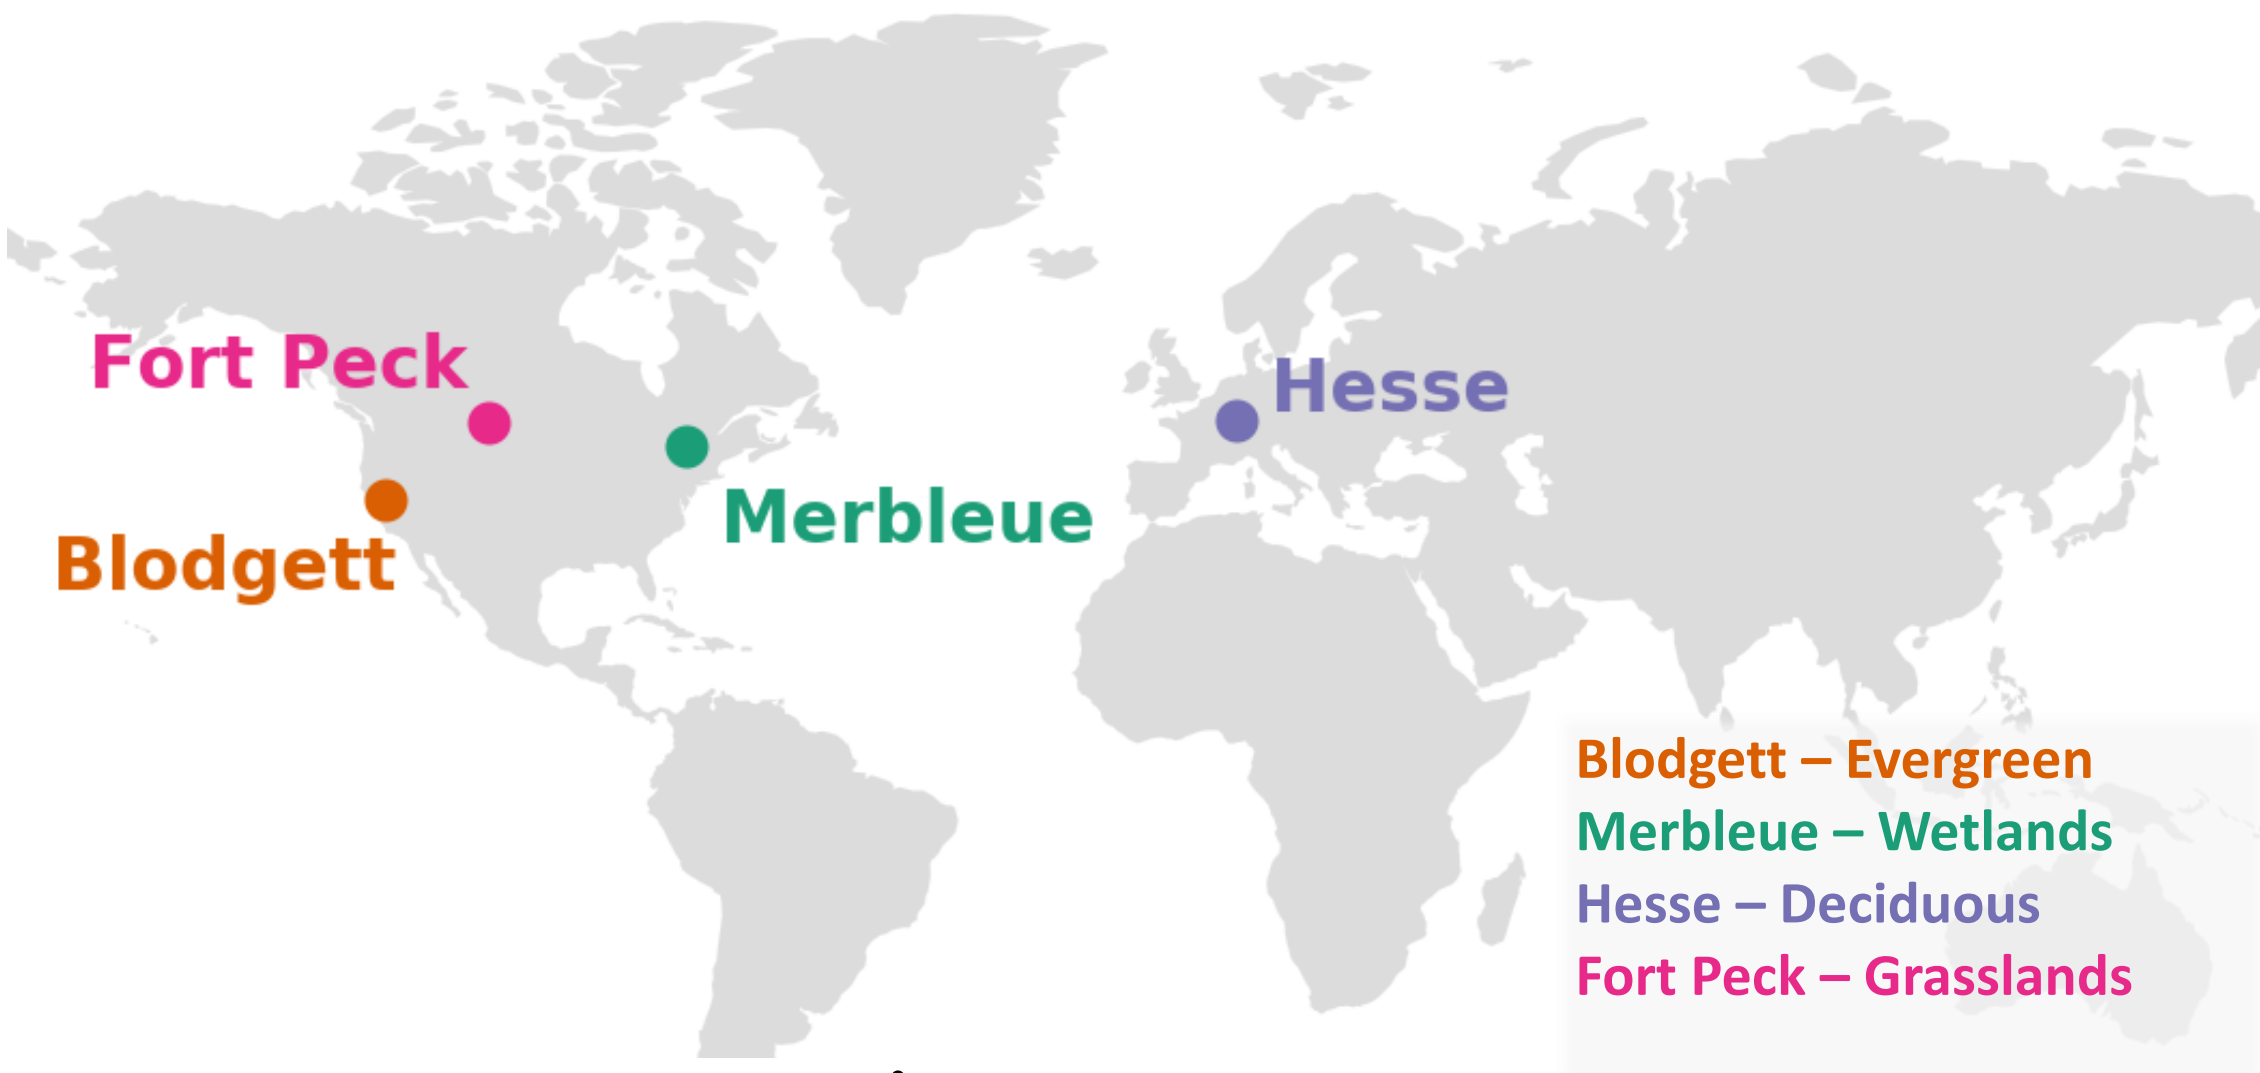 Fort Peck
Hesse
Merbleue
Blodgett
Blodgett – Evergreen
Merbleue – Wetlands
Hesse – Deciduous
Fort Peck – Grasslands